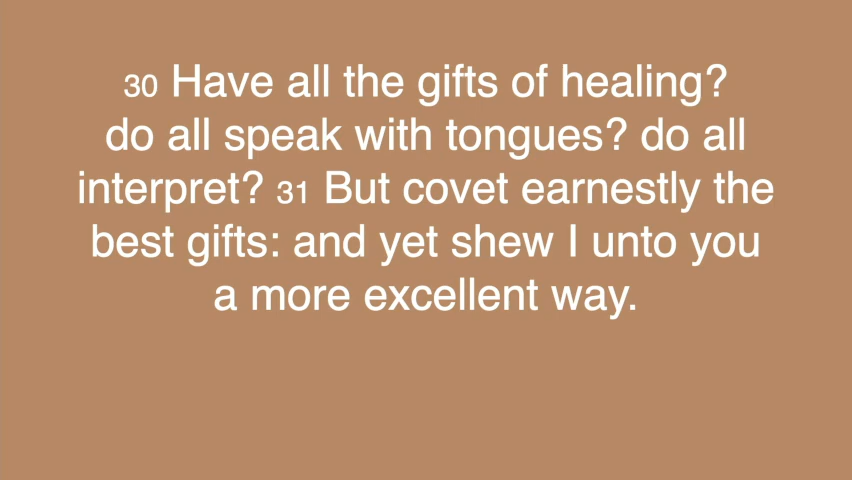 30 Have all the gifts of healing?
do all speak with tongues? do all
interpret? 31 But covet earnestly the
best gifts: and yet shew I unto you
a more excellent way.